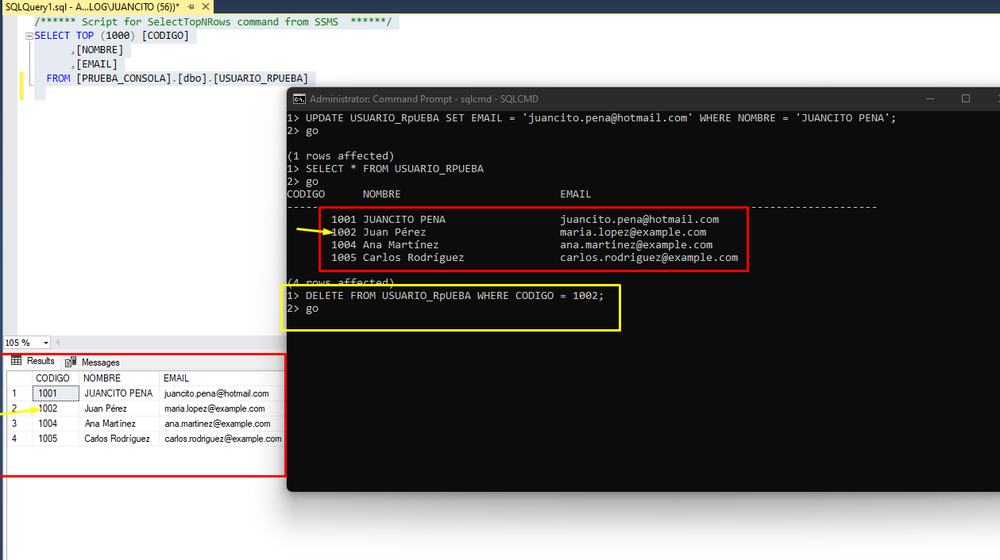 SQLQuery1.sql - A...LOG\JUANCITO (56))*
/****** Script for SelectTopNRows command from SSMS  ******/
SELECT TOP (1000) [CODIGO]
      ,[NOMBRE]
      ,[EMAIL]
  FROM [PRUEBA_CONSOLA].[dbo].[USUARIO_RPUEBA]
Administrator: Command Prompt - sqlcmd - SQLCMD
1> UPDATE USUARIO_RpUEBA SET EMAIL = 'juancito.pena@hotmail.com' WHERE NOMBRE = 'JUANCITO PENA';
2> go
(1 rows affected)
1> SELECT * FROM USUARIO_RPUEBA
2> go
CODIGO      NOMBRE                         EMAIL
1001 JUANCITO PENA                  juancito.pena@hotmail.com
1002 Juan Pérez                     maria.lopez@example.com
1004 Ana Martínez                   ana.martinez@example.com
1005 Carlos Rodríguez               carlos.rodriguez@example.com
(4 rows affected)
1> DELETE FROM USUARIO_RpUEBA WHERE CODIGO = 1002;
2> go
105 %
Results Messages
CODIGO NOMBRE EMAIL
1 1001 JUANCITO PENA juancito.pena@hotmail.com
2 1002 Juan Pérez maria.lopez@example.com
3 1004 Ana Martínez ana.martinez@example.com
4 1005 Carlos Rodríguez carlos.rodriguez@example.com